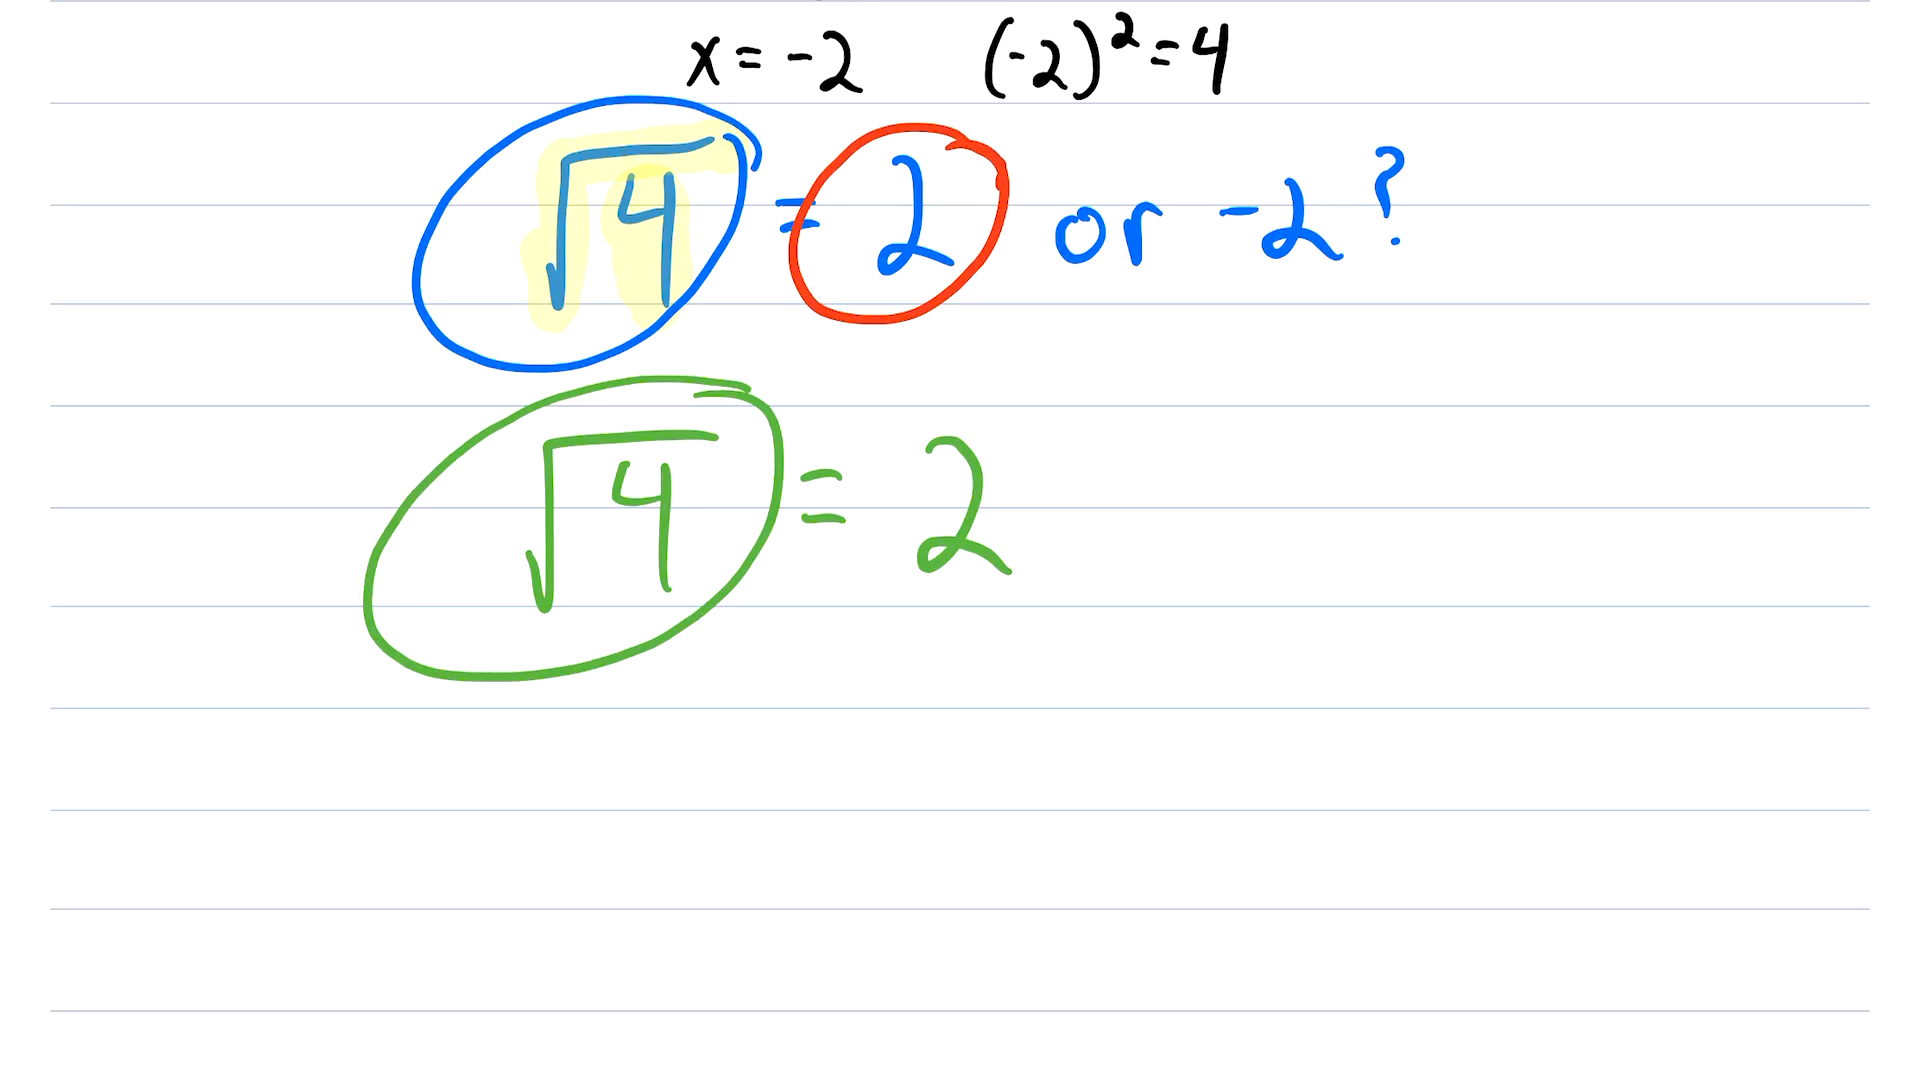 x = -2 (-2)² = 4
√4 = 2 or -2?
√4 = 2